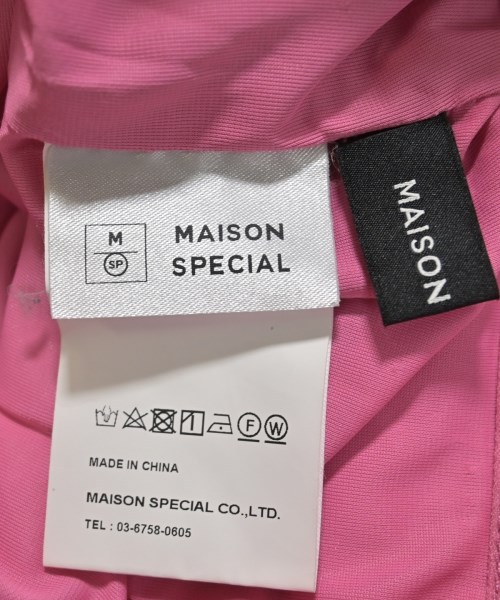 M
SP
MAISON
SPECIAL
MAISON
F W
MADE IN CHINA
MAISON SPECIAL CO.,LTD.
TEL : 03-6758-0605